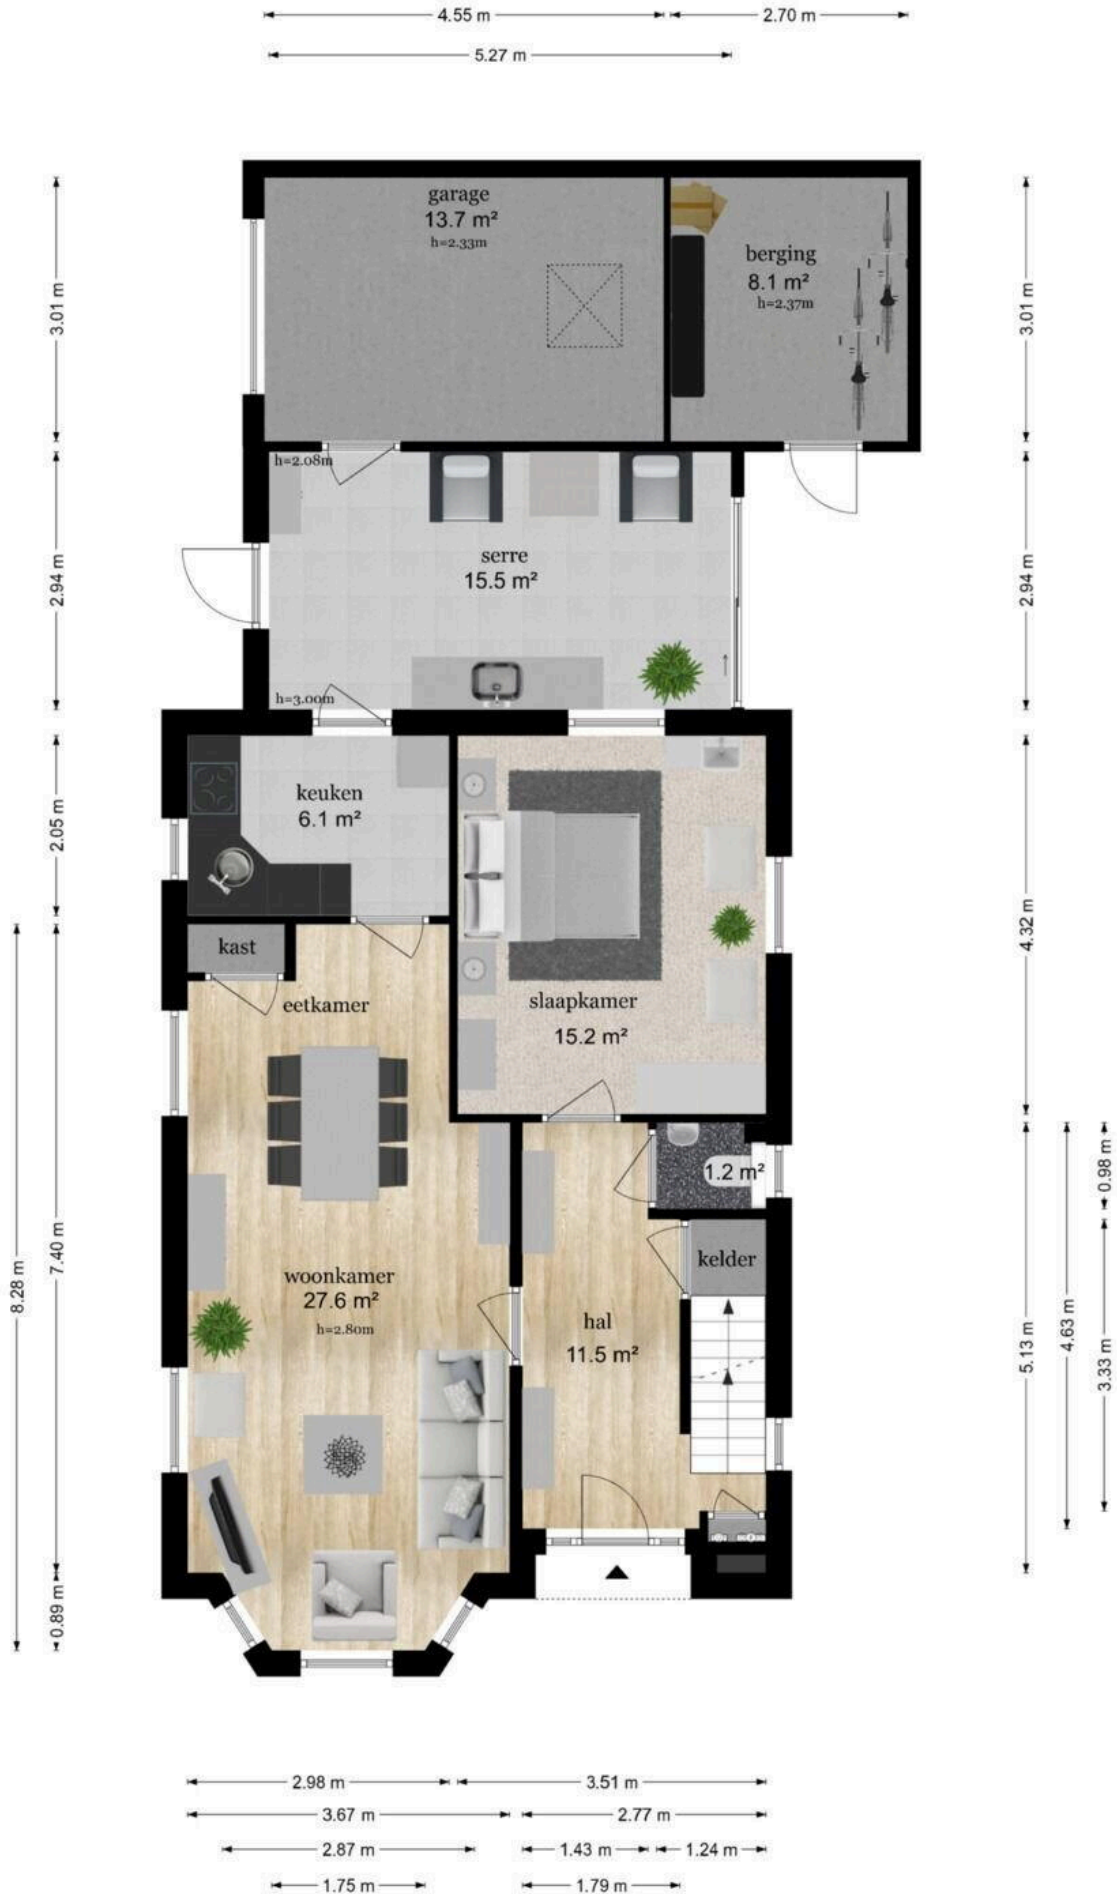 4.55 m
2.70 m
5.27 m
garage
13.7 m²
h=2.33m
berging
8.1 m²
h=2.37m
3.01 m
3.01 m
h=2.08m
serre
15.5 m²
2.94 m
2.94 m
h=3.00m
keuken
6.1 m²
2.05 m
4.32 m
kast
eetkamer
slaapkamer
15.2 m²
1.2 m²
0.98 m
kelder
woonkamer
27.6 m²
h=2.80m
hal
11.5 m²
8.28 m
7.40 m
5.13 m
4.63 m
3.33 m
0.89 m
2.98 m
3.51 m
3.67 m
2.77 m
2.87 m
1.43 m
1.24 m
1.75 m
1.79 m